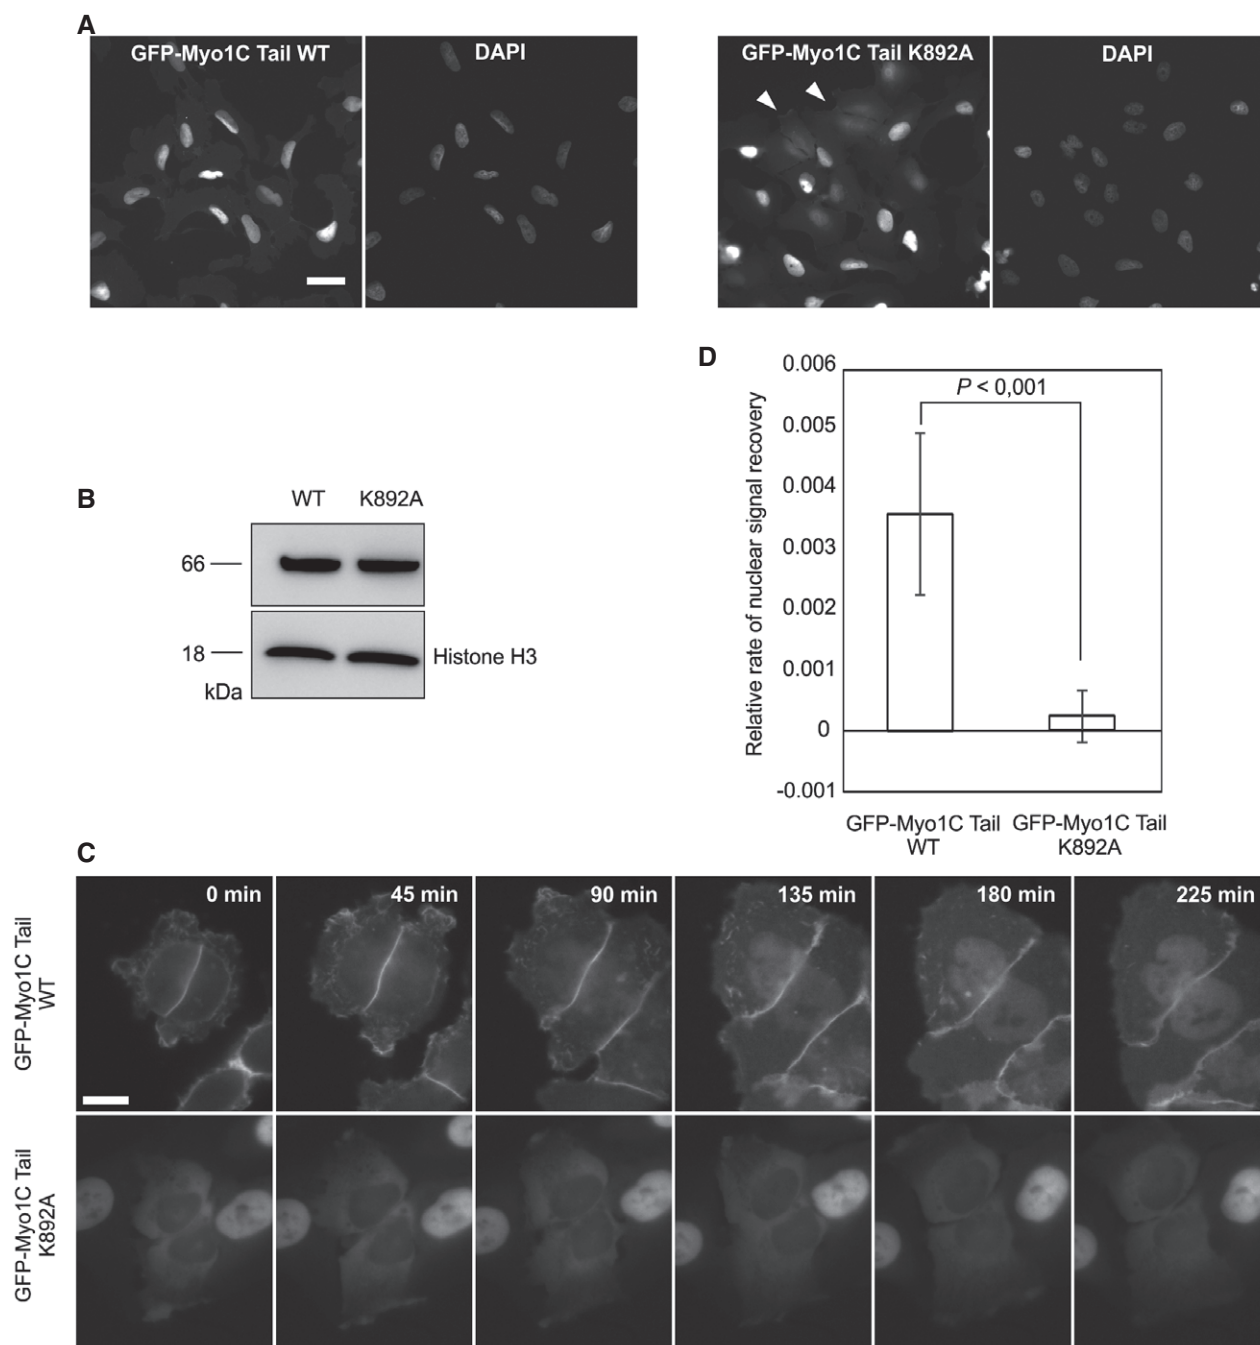 A
GFP-Myo1C Tail WT
DAPI
GFP-Myo1C Tail K892A
DAPI
B
WT K892A
66
18
kDa
Histone H3
D
0.006
0.005
0.004
0.003
0.002
0.001
0
-0.001
Relative rate of nuclear signal recovery
P < 0,001
GFP-Myo1C Tail
WT
GFP-Myo1C Tail
K892A
C
0 min
45 min
90 min
135 min
180 min
225 min
GFP-Myo1C Tail
WT
GFP-Myo1C Tail
K892A